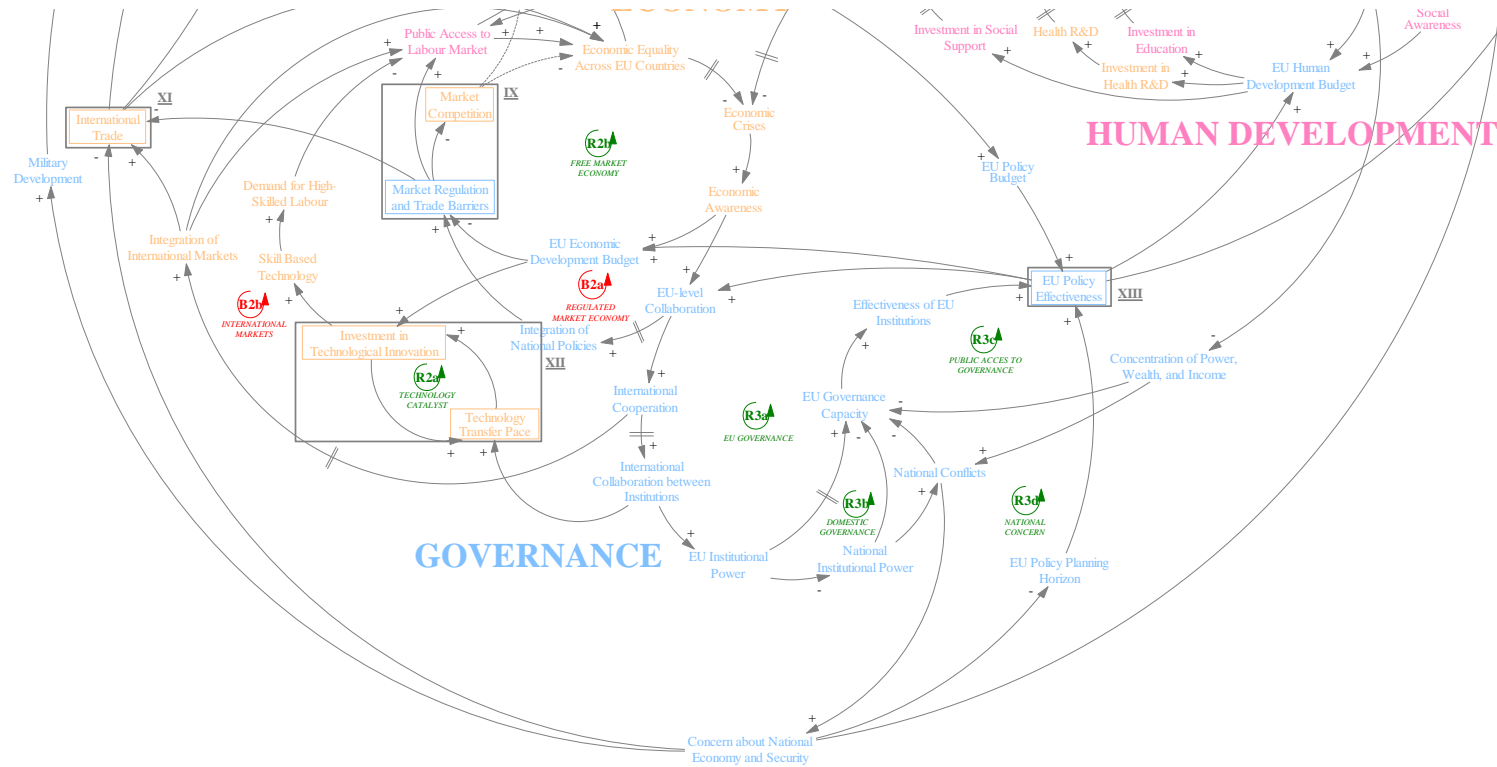 ECONOMY
Public Access to
Labour Market
Economic Equality
Across EU Countries
Investment in Social
Support
Health R&D
Investment in
Education
Social
Awareness
Investment in
Health R&D
EU Human
Development Budget
HUMAN DEVELOPMENT
XI
International
Trade
IX
Market
Competition
Economic
Crises
R2b
FREE MARKET
ECONOMY
Military
Development
Demand for High-
Skilled Labour
Market Regulation
and Trade Barriers
Economic
Awareness
EU Policy
Budget
Integration of
International Markets
Skill Based
Technology
EU Economic
Development Budget
B2b
INTERNATIONAL
MARKETS
B2a
REGULATED
MARKET ECONOMY
EU-level
Collaboration
EU Policy
Effectiveness
XIII
Effectiveness of EU
Institutions
Investment in
Technological Innovation
Integration of
National Policies
XII
R2a
TECHNOLOGY
CATALYST
R3c
PUBLIC ACCES TO
GOVERNANCE
Concentration of Power,
Wealth, and Income
International
Cooperation
EU Governance
Capacity
R3a
EU GOVERNANCE
Technology
Transfer Pace
International
Collaboration between
Institutions
National Conflicts
R3b
DOMESTIC
GOVERNANCE
R3d
NATIONAL
CONCERN
GOVERNANCE
EU Institutional
Power
National
Institutional Power
EU Policy Planning
Horizon
Concern about National
Economy and Security